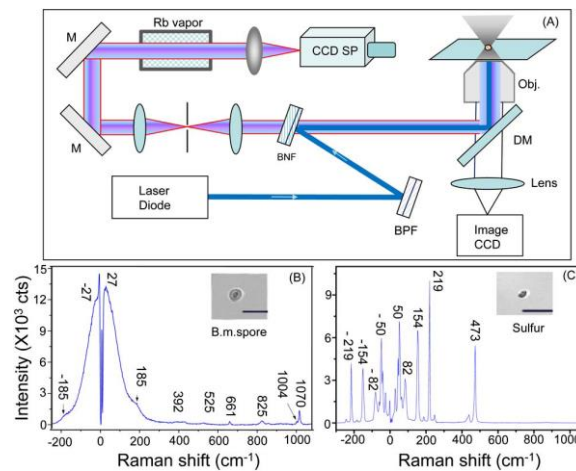 Rb vapor
(A)
M
CCD SP
Obj.
M
BNF
DM
Laser
Diode
BPF
Lens
Image
CCD
Intensity (X10³ cts)
15
12
9
6
3
0
-27
27
(B)
B.m.spore
-185
185
392
525
661
825
1004
1070
-200 0 200 400 600 800 1000
Raman shift (cm⁻¹)
9
6
3
0
- 219
-154
- 82
- 50
50
82
154
219
473
(C)
Sulfur
-200 0 200 400 600 800 1000
Raman shift (cm⁻¹)